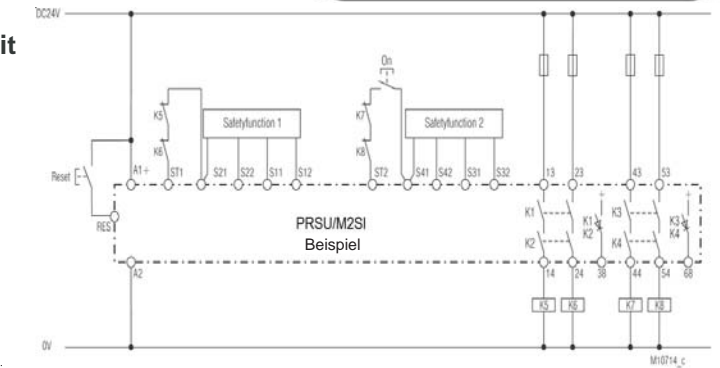 DC24V
it
On
K5
K7
Safetyfunction 1
Safetyfunction 2
K6
K8
Reset
A1+
ST1
S21
S22
S11
S12
ST2
S41
S42
S31
S32
13
23
43
53
RES
PRSU/M2SI
Beispiel
K1
K1
K2
K3
K3
K4
K2
K4
A2
14
24
38
44
54
68
K5
K6
K7
K8
0V
M10714_c